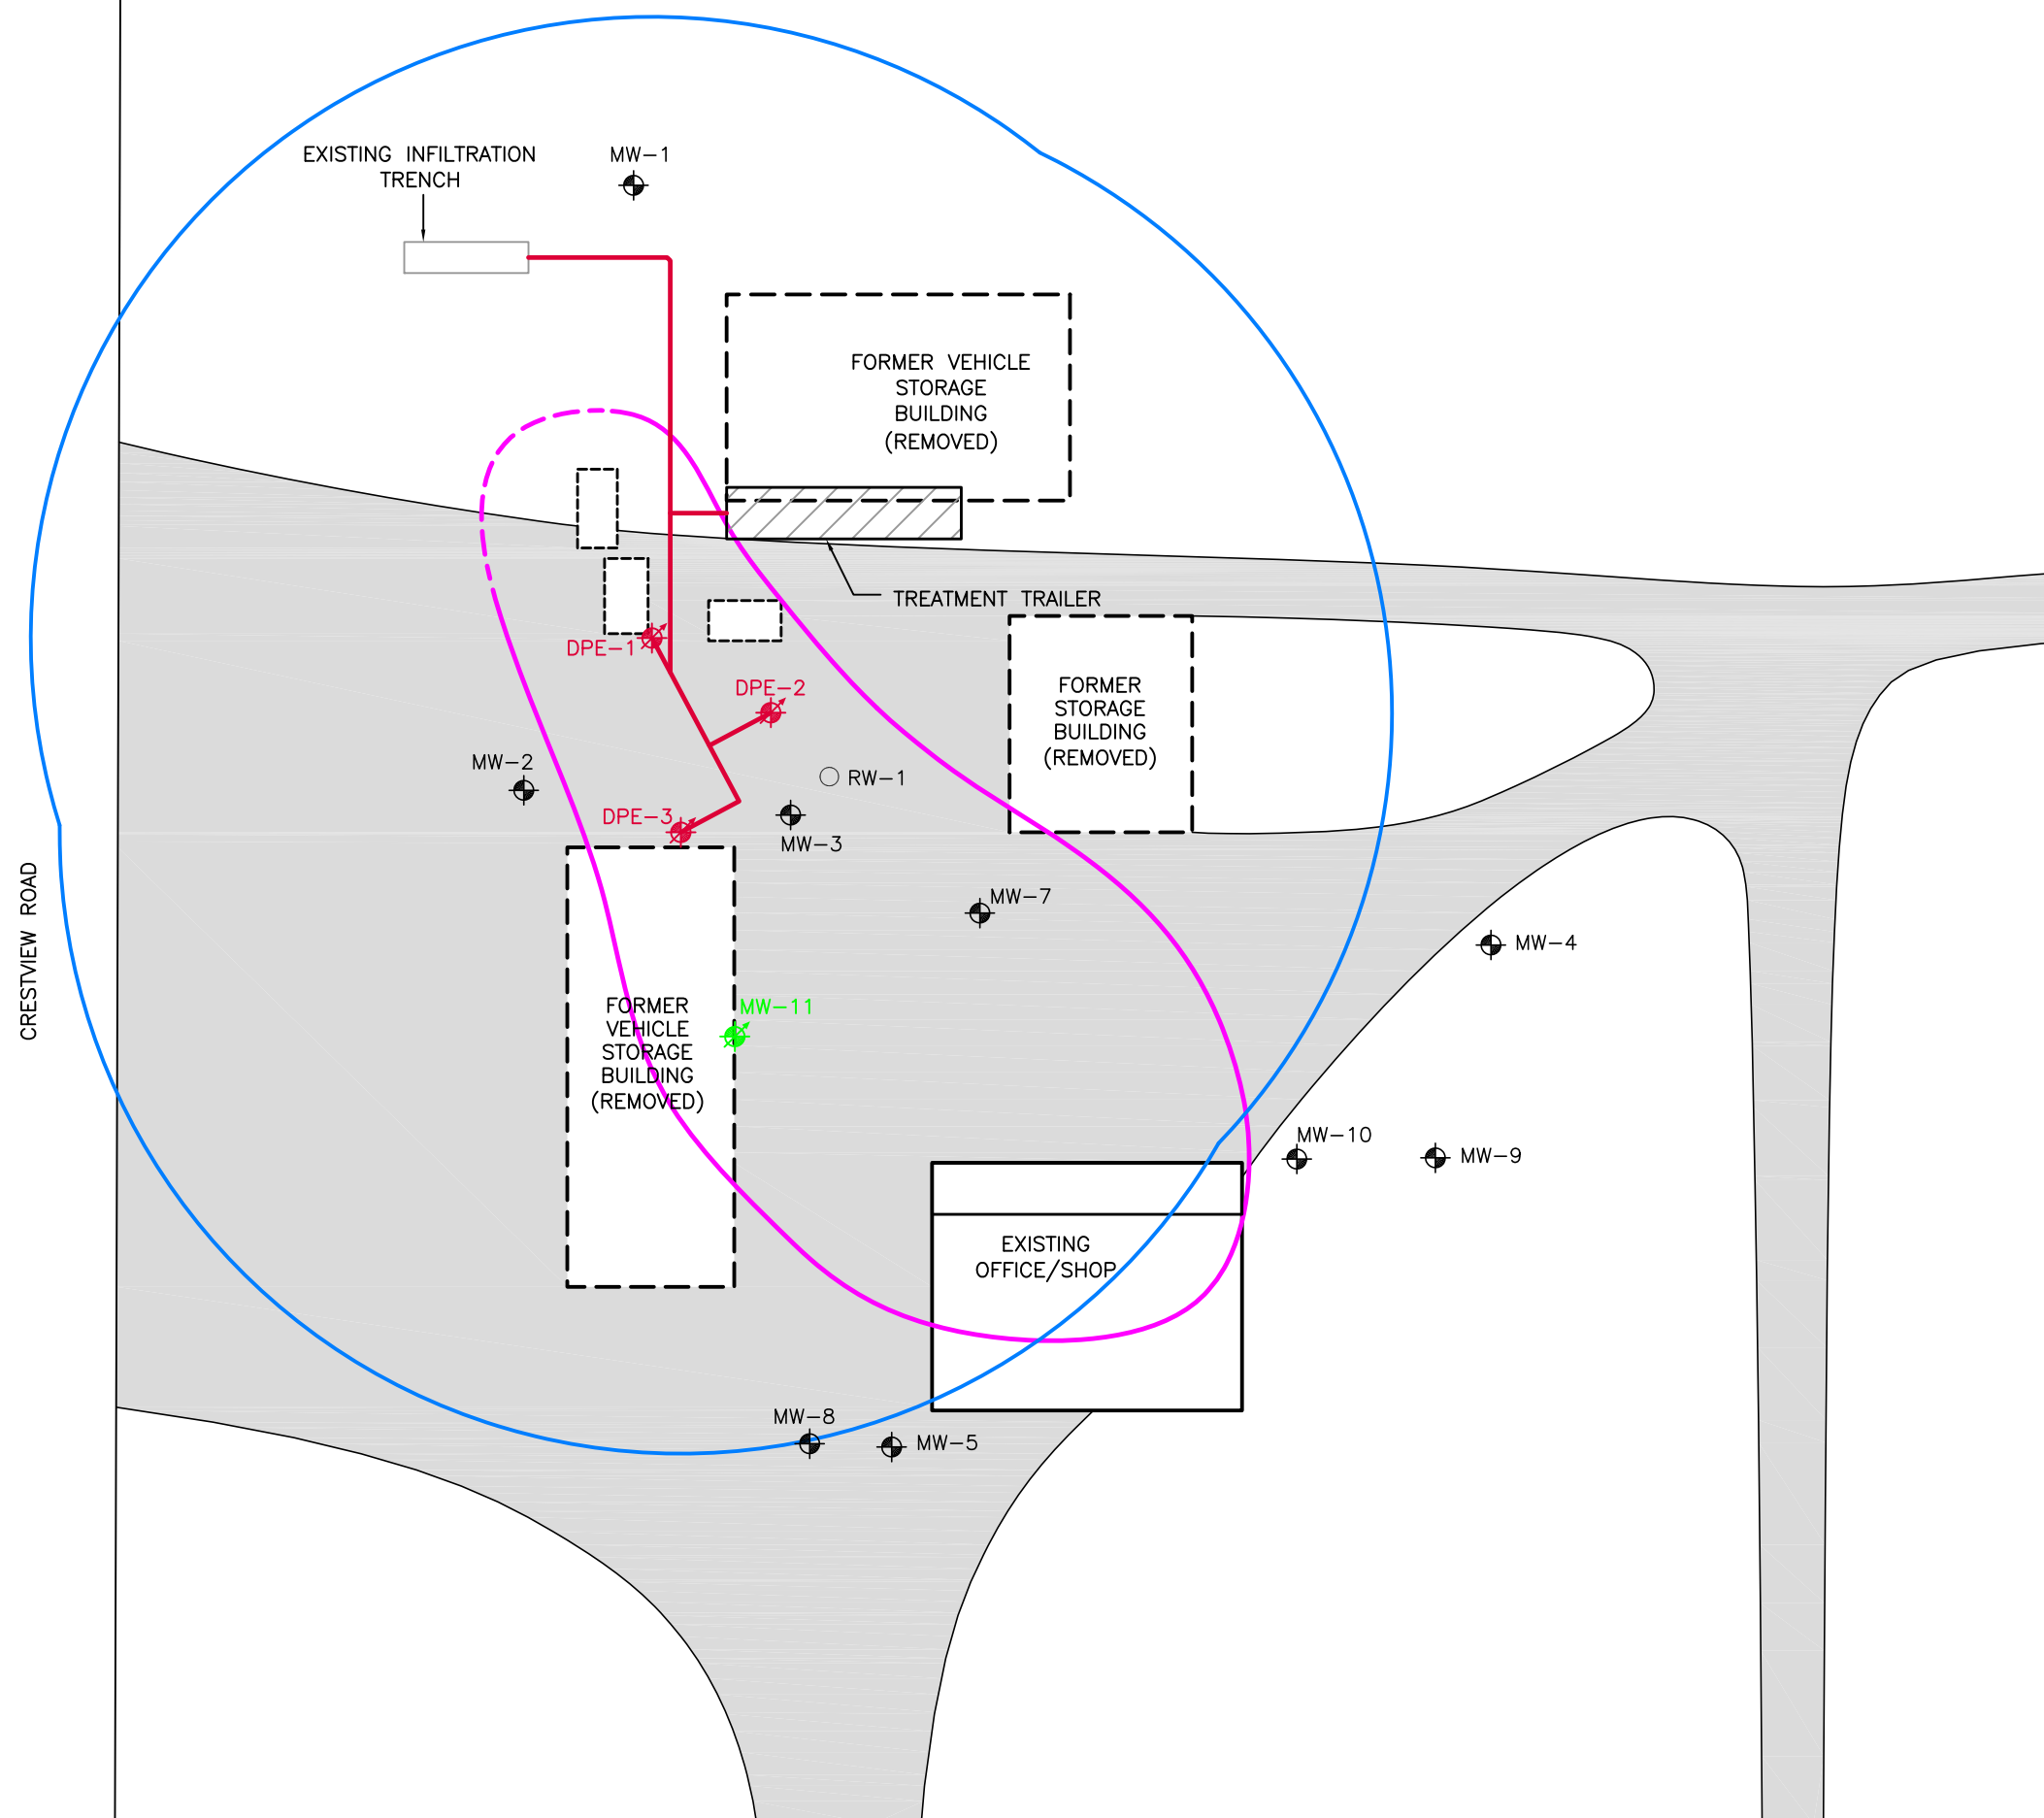 EXISTING INFILTRATION
TRENCH
MW-1
FORMER VEHICLE
STORAGE
BUILDING
(REMOVED)
TREATMENT TRAILER
DPE-1
DPE-2
FORMER
STORAGE
BUILDING
(REMOVED)
MW-2
RW-1
DPE-3
MW-3
CRESTVIEW ROAD
MW-7
MW-4
MW-11
FORMER
VEHICLE
STORAGE
BUILDING
(REMOVED)
MW-10
MW-9
EXISTING
OFFICE/SHOP
MW-8
MW-5